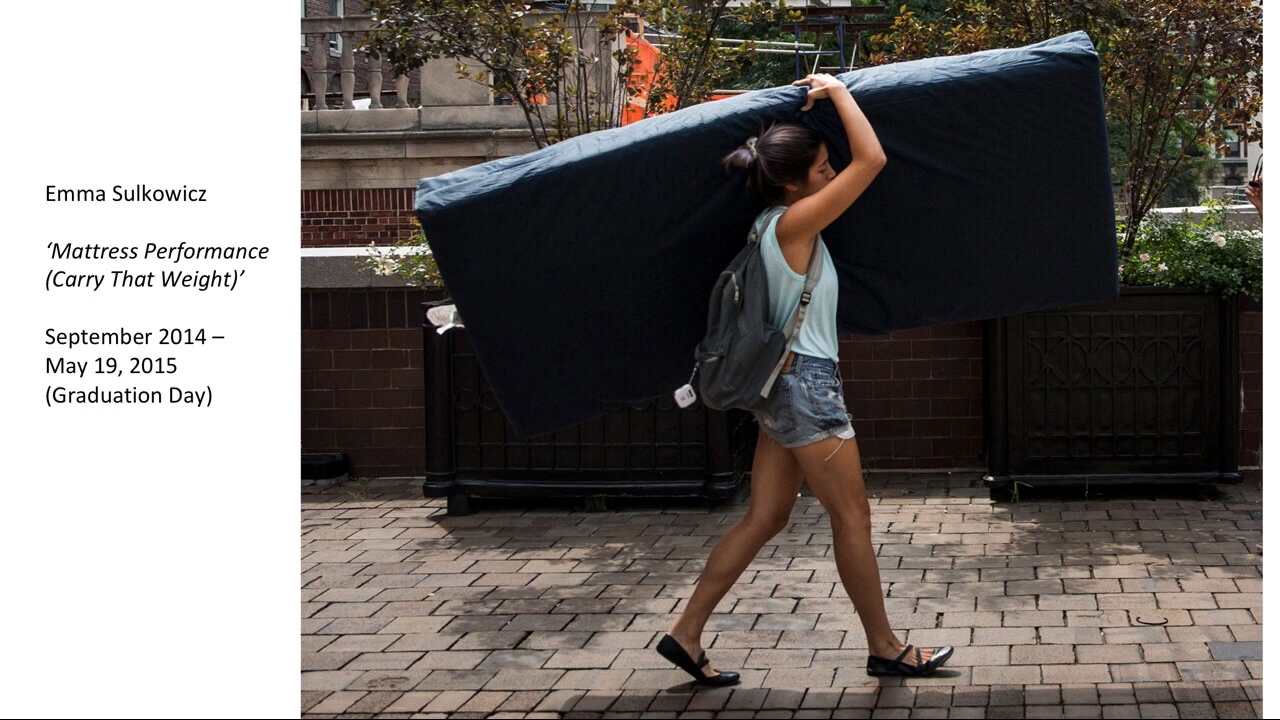 Emma Sulkowicz
‘Mattress Performance
(Carry That Weight)’
September 2014 –
May 19, 2015
(Graduation Day)